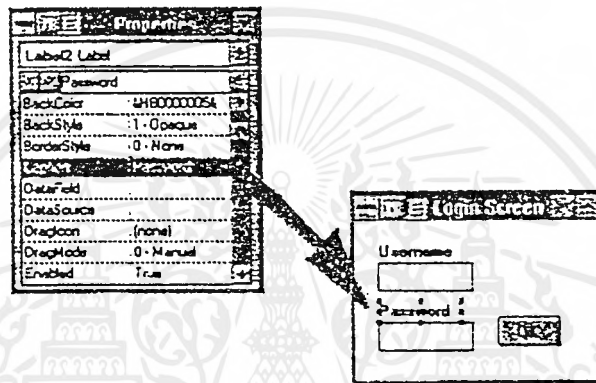 Properties
Label2 Label
Password
BackColor &H80000005&
BackStyle 1 - Opaque
BorderStyle 0 - None
DataField
DataSource
DragIcon (none)
DragMode 0 - Manual
Enabled True
Login Screen
Username
Password